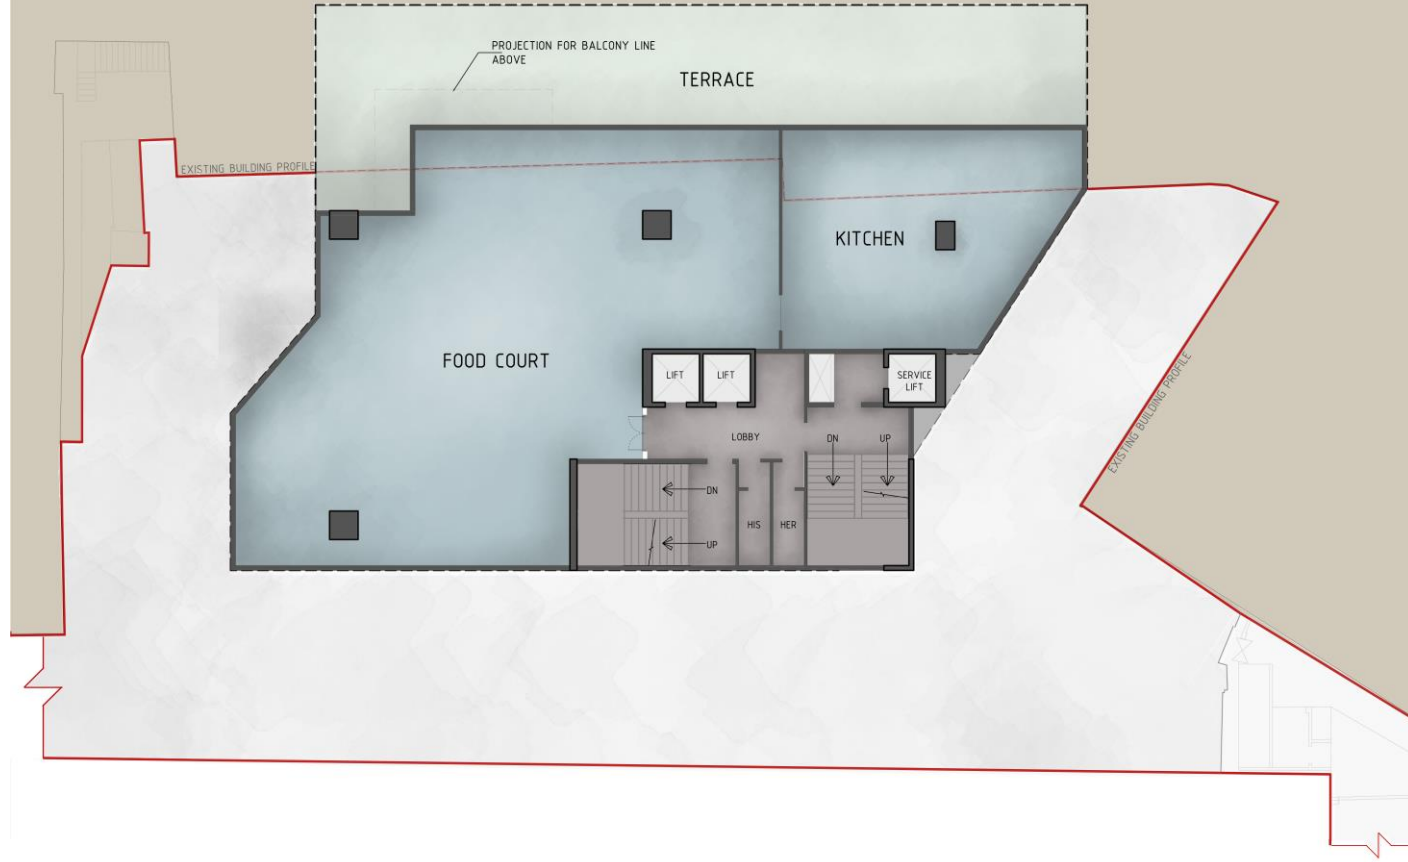 PROJECTION FOR BALCONY LINE
ABOVE
TERRACE
EXISTING BUILDING PROFILE
KITCHEN
FOOD COURT
LIFT
LIFT
SERVICE
LIFT
LOBBY
DN
UP
EXISTING BUILDING PROFILE
DN
HIS
HER
UP